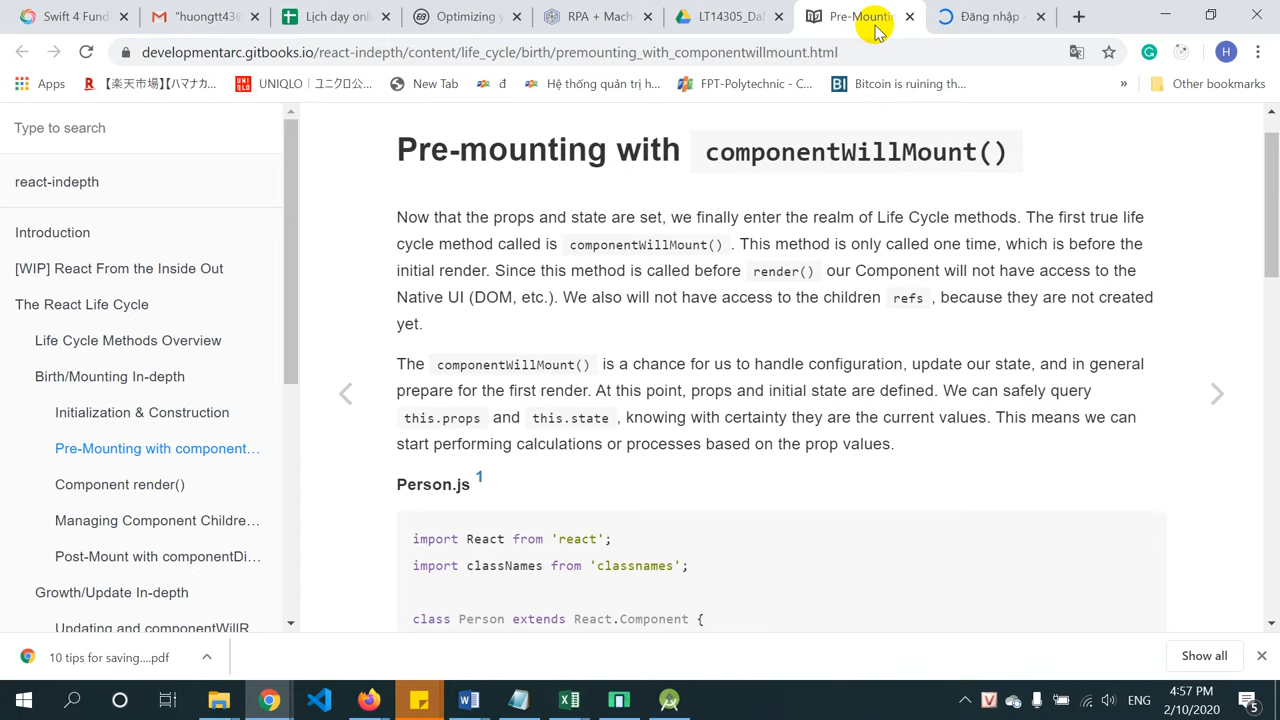 Swift 4 Fund
"huongtt43@
Lịch dạy onli
Optimizing y
RPA + Mach
LT14305_Da
Pre-Mounti
Đăng nhập -
developmentarc.gitbooks.io/react-indepth/content/life_cycle/birth/premounting_with_componentwillmount.html
H
Apps
【楽天市場】【ハマナカ...
UNIQLO｜ユニクロ公...
New Tab
đ
Hệ thống quản trị h...
FPT-Polytechnic - C...
BI
Bitcoin is ruining th...
»
Other bookmarks
Type to search
react-indepth
Introduction
[WIP] React From the Inside Out
The React Life Cycle
Life Cycle Methods Overview
Birth/Mounting In-depth
Initialization & Construction
Pre-Mounting with component...
Component render()
Managing Component Childre...
Post-Mount with componentDi...
Growth/Update In-depth
Updating and componentWillR
Pre-mounting with componentWillMount()
Now that the props and state are set, we finally enter the realm of Life Cycle methods. The first true life
cycle method called is componentWillMount() . This method is only called one time, which is before the
initial render. Since this method is called before render() our Component will not have access to the
Native UI (DOM, etc.). We also will not have access to the children refs , because they are not created
yet.
The componentWillMount() is a chance for us to handle configuration, update our state, and in general
prepare for the first render. At this point, props and initial state are defined. We can safely query
this.props and this.state , knowing with certainty they are the current values. This means we can
start performing calculations or processes based on the prop values.
Person.js 1
import React from 'react';
import classNames from 'classnames';
class Person extends React.Component {
10 tips for saving....pdf
Show all
V
ENG
4:57 PM
2/10/2020
5